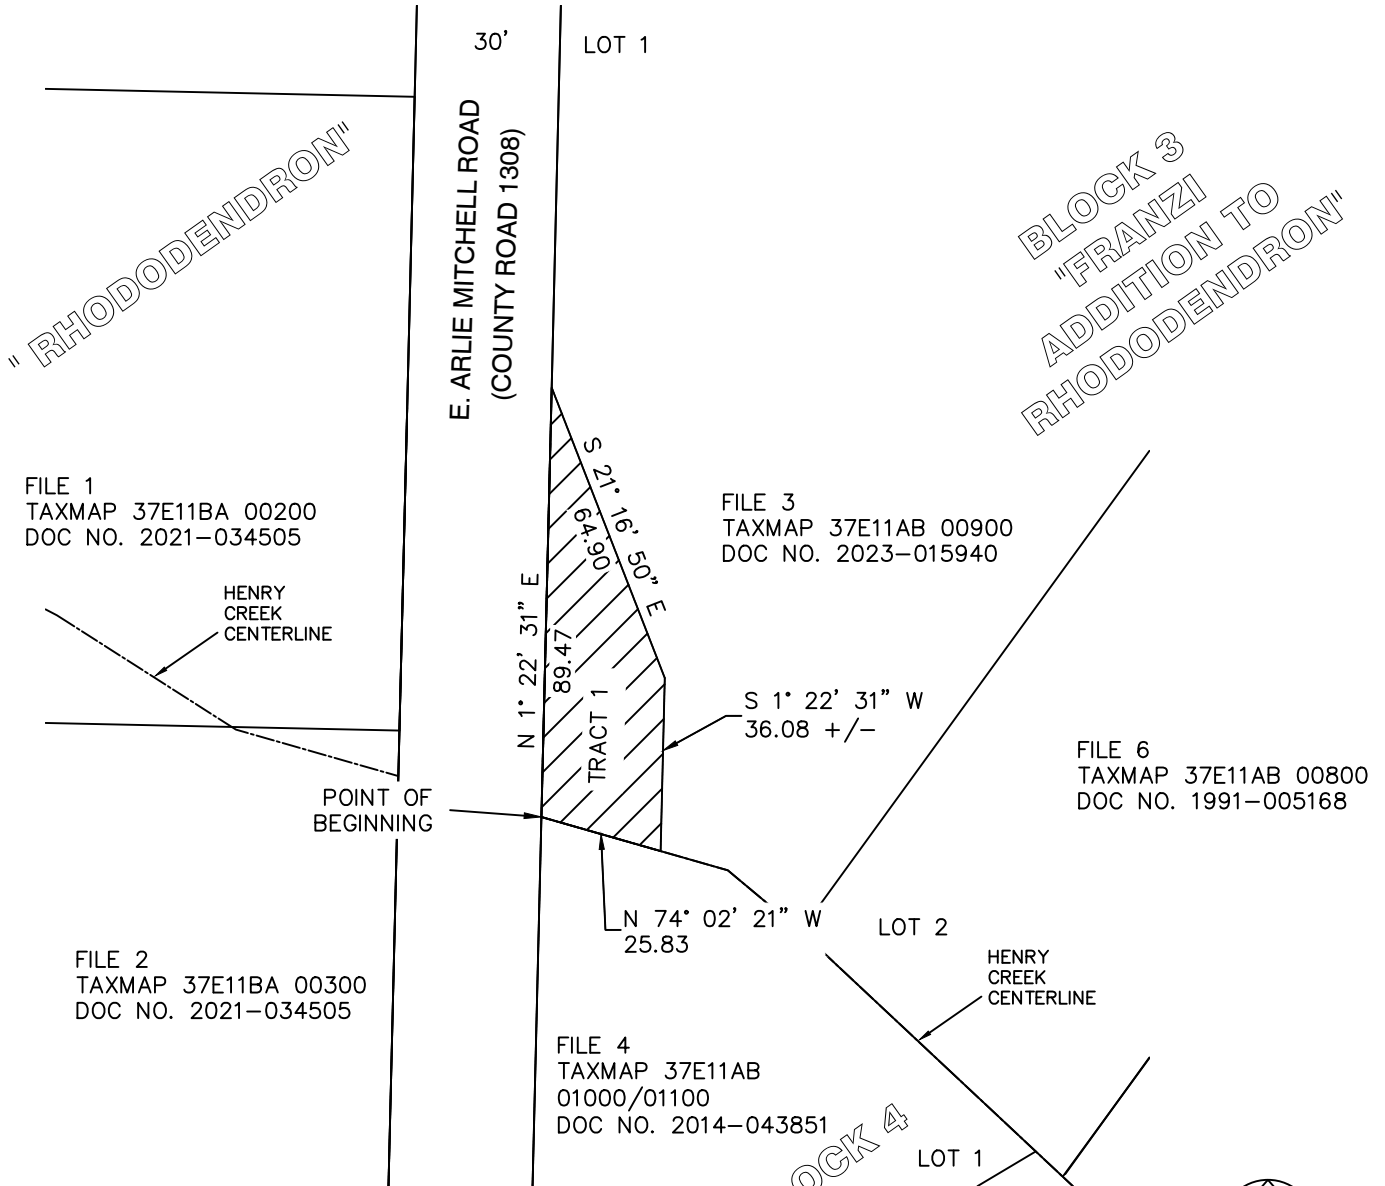 30'
LOT 1
E. ARLIE MITCHELL ROAD
(COUNTY ROAD 1308)
" RHODODENDRON"
BLOCK 3
"FRANZI
ADDITION TO
RHODODENDRON"
FILE 1
TAXMAP 37E11BA 00200
DOC NO. 2021-034505
S 21° 16' 50" E
64.90
FILE 3
TAXMAP 37E11AB 00900
DOC NO. 2023-015940
HENRY
CREEK
CENTERLINE
N 1° 22' 31" E
89.47
TRACT 1
S 1° 22' 31" W
36.08 +/-
FILE 6
TAXMAP 37E11AB 00800
DOC NO. 1991-005168
POINT OF
BEGINNING
N 74° 02' 21" W
25.83
LOT 2
FILE 2
TAXMAP 37E11BA 00300
DOC NO. 2021-034505
HENRY
CREEK
CENTERLINE
FILE 4
TAXMAP 37E11AB
01000/01100
DOC NO. 2014-043851
OCK 4
LOT 1